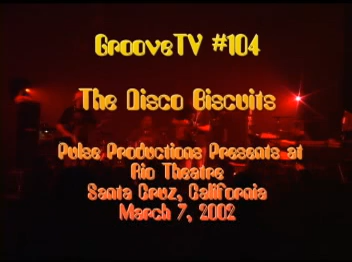 GrooveTV #104
The Disco Biscuits
Pulse Productions Presents at
Rio Theatre
Santa Cruz, California
March 7, 2002